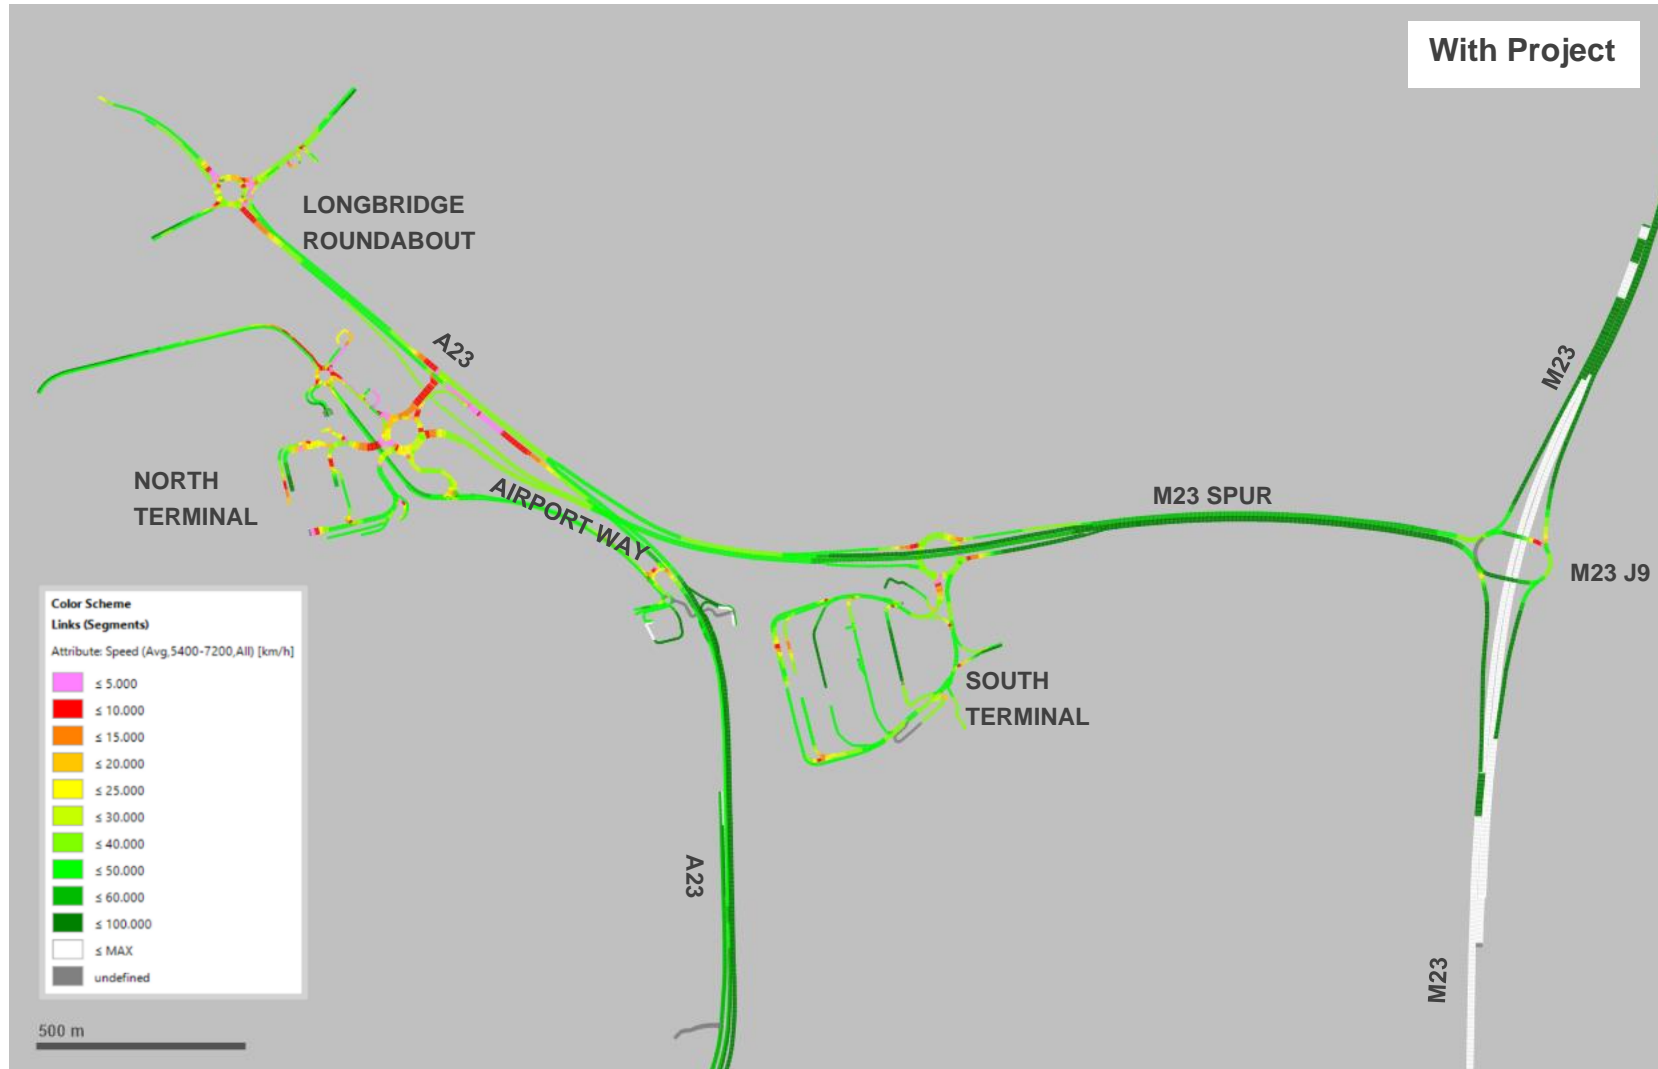 With Project
LONGBRIDGE
ROUNDABOUT
A23
M23
NORTH
TERMINAL
AIRPORT WAY
M23 SPUR
M23 J9
SOUTH
TERMINAL
A23
M23
Color Scheme
Links (Segments)
Attribute: Speed (Avg,5400-7200,All) [km/h]
≤ 5.000
≤ 10.000
≤ 15.000
≤ 20.000
≤ 25.000
≤ 30.000
≤ 40.000
≤ 50.000
≤ 60.000
≤ 100.000
≤ MAX
undefined
500 m